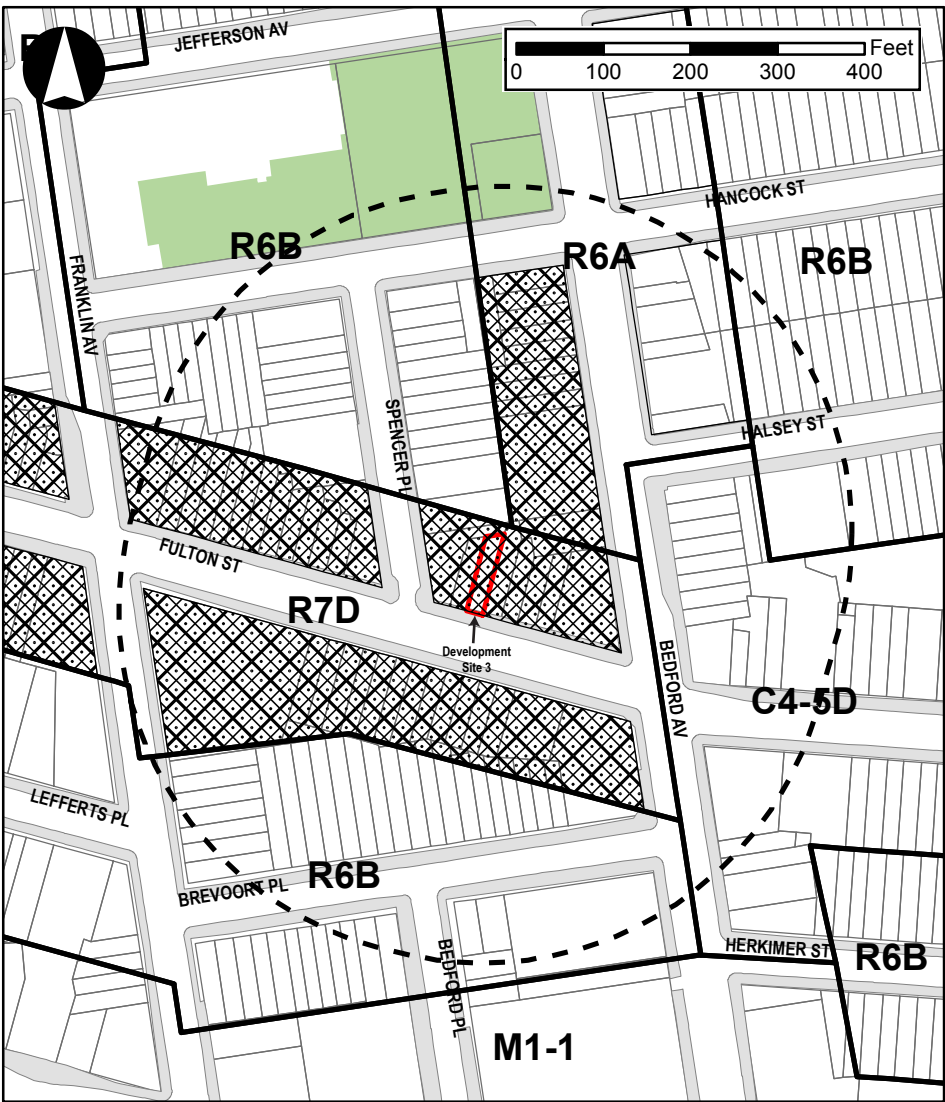 JEFFERSON AV
Feet
0 100 200 300 400
HANCOCK ST
R6B
R6A
R6B
FRANKLIN AV
SPENCER PL
HALSEY ST
FULTON ST
R7D
Development
Site 3
BEDFORD AV
C4-5D
LEFFERTS PL
BREVOORT PL
R6B
BEDFORD PL
HERKIMER ST
R6B
M1-1